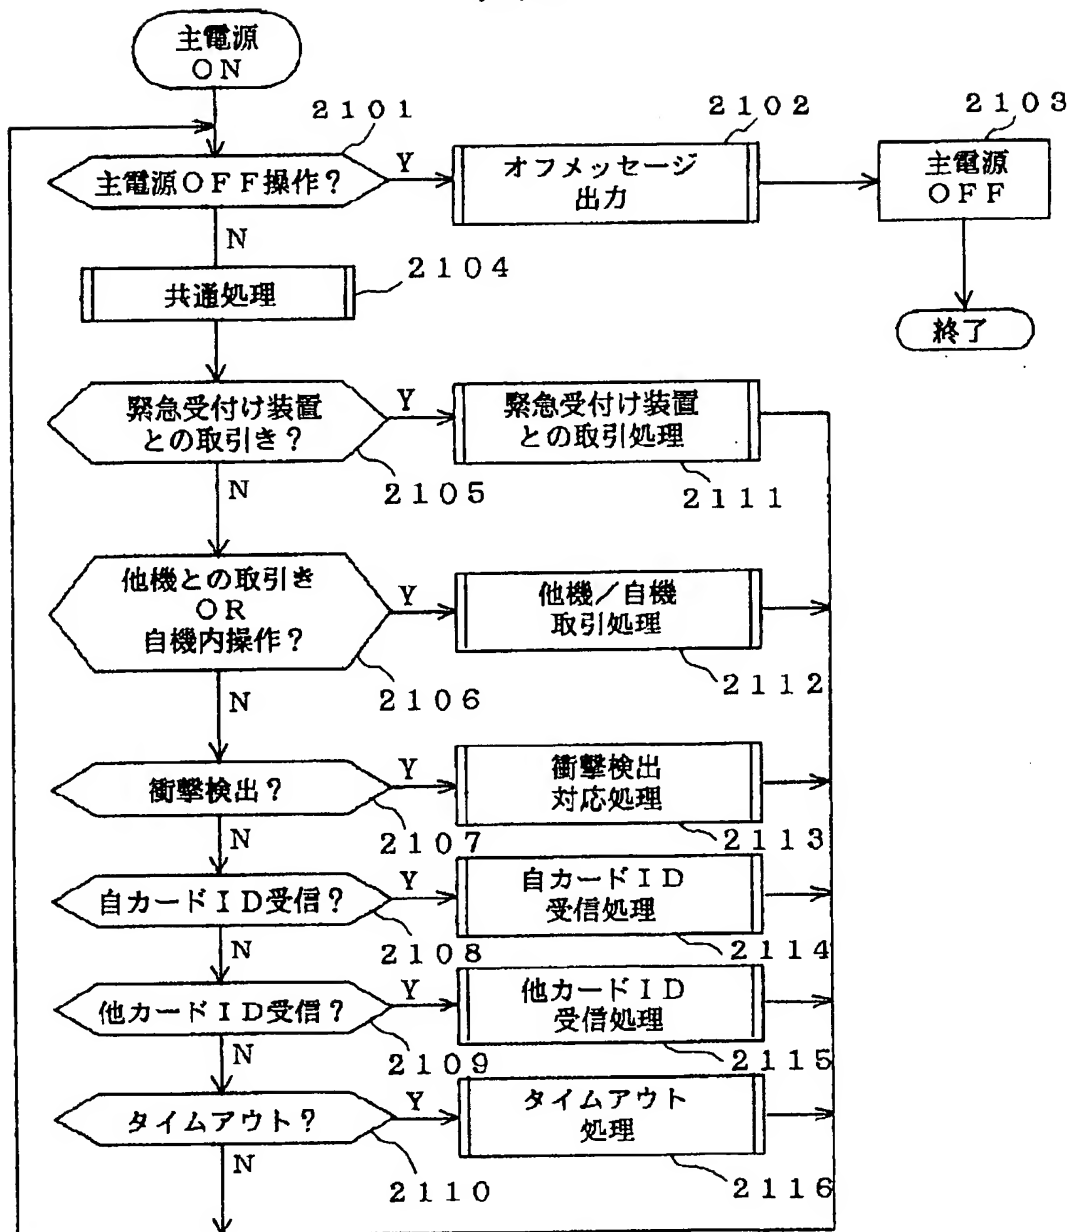 主電源
ON
2101
2102
2103
主電源OFF操作?
Y
オフメッセージ
出力
主電源
OFF
N
2104
共通処理
終了
緊急受付け装置
との取引き?
Y
緊急受付け装置
との取引処理
2105
2111
N
他機との取引き
OR
自機内操作?
Y
他機/自機
取引処理
2106
2112
N
衝撃検出?
Y
衝撃検出
対応処理
2107
2113
N
自カードID受信?
Y
自カードID
受信処理
2108
2114
N
他カードID受信?
Y
他カードID
受信処理
2109
2115
N
タイムアウト?
Y
タイムアウト
処理
2110
2116
N